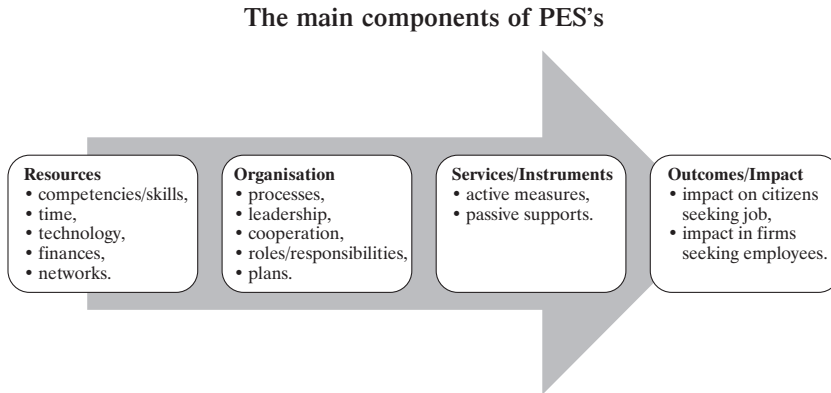 The main components of PES's
Resources
• competencies/skills,
• time,
• technology,
• finances,
• networks.
Organisation
• processes,
• leadership,
• cooperation,
• roles/responsibilities,
• plans.
Services/Instruments
• active measures,
• passive supports.
Outcomes/Impact
• impact on citizens
seeking job,
• impact in firms
seeking employees.